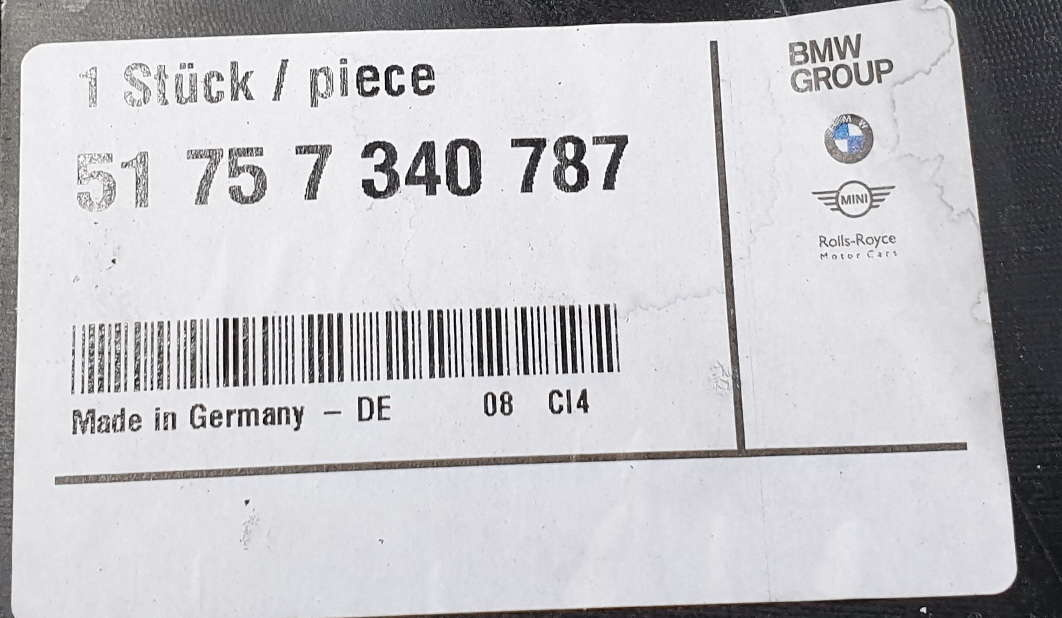 1 Stück / piece
51 75 7 340 787
Made in Germany - DE 08 CI4
BMW
GROUP
BMW
MINI
Rolls-Royce
Motor Cars